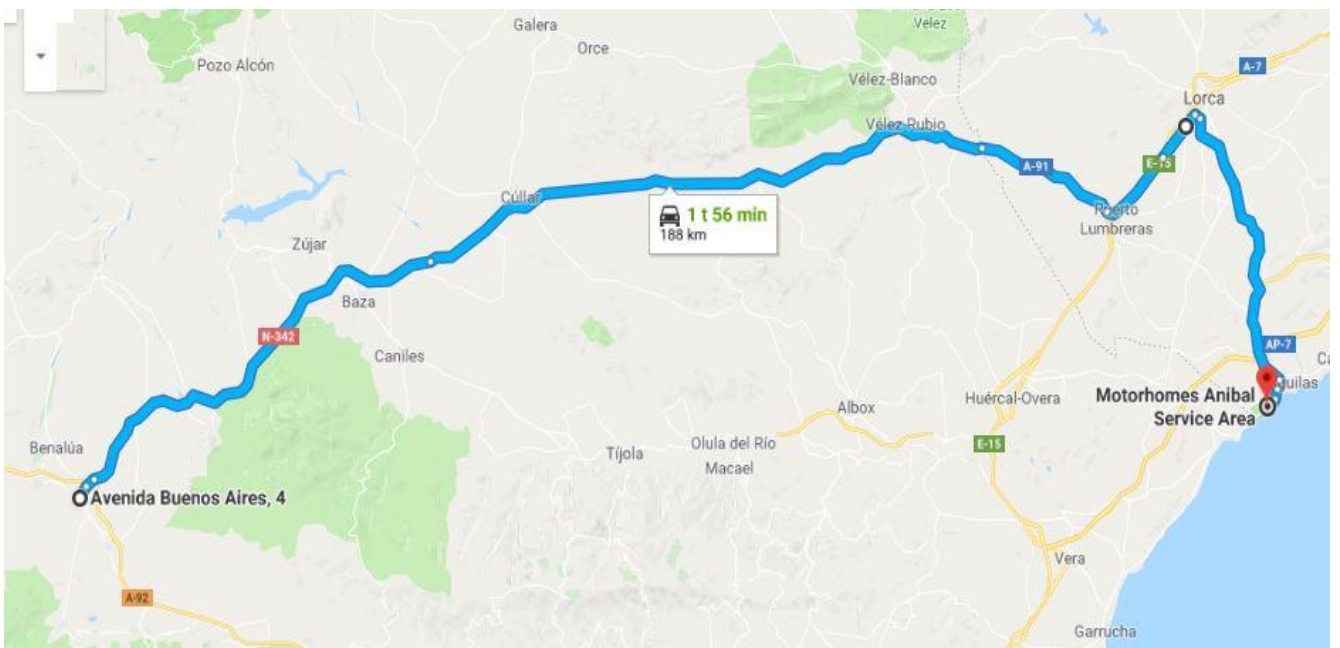 Galera
Orce
Vélez
Pozo Alcón
Vélez-Blanco
A-7
Lorca
Vélez-Rubio
A-91
E-15
Cúllar
1 t 56 min
188 km
Puerto
Lumbreras
Zújar
Baza
N-342
Caniles
AP-7
Motorhomes Anibal
Service Area
Huércal-Overa
Albox
Benalúa
Olula del Río
Macael
Tíjola
E-15
Avenida Buenos Aires, 4
Vera
A-92
Garrucha